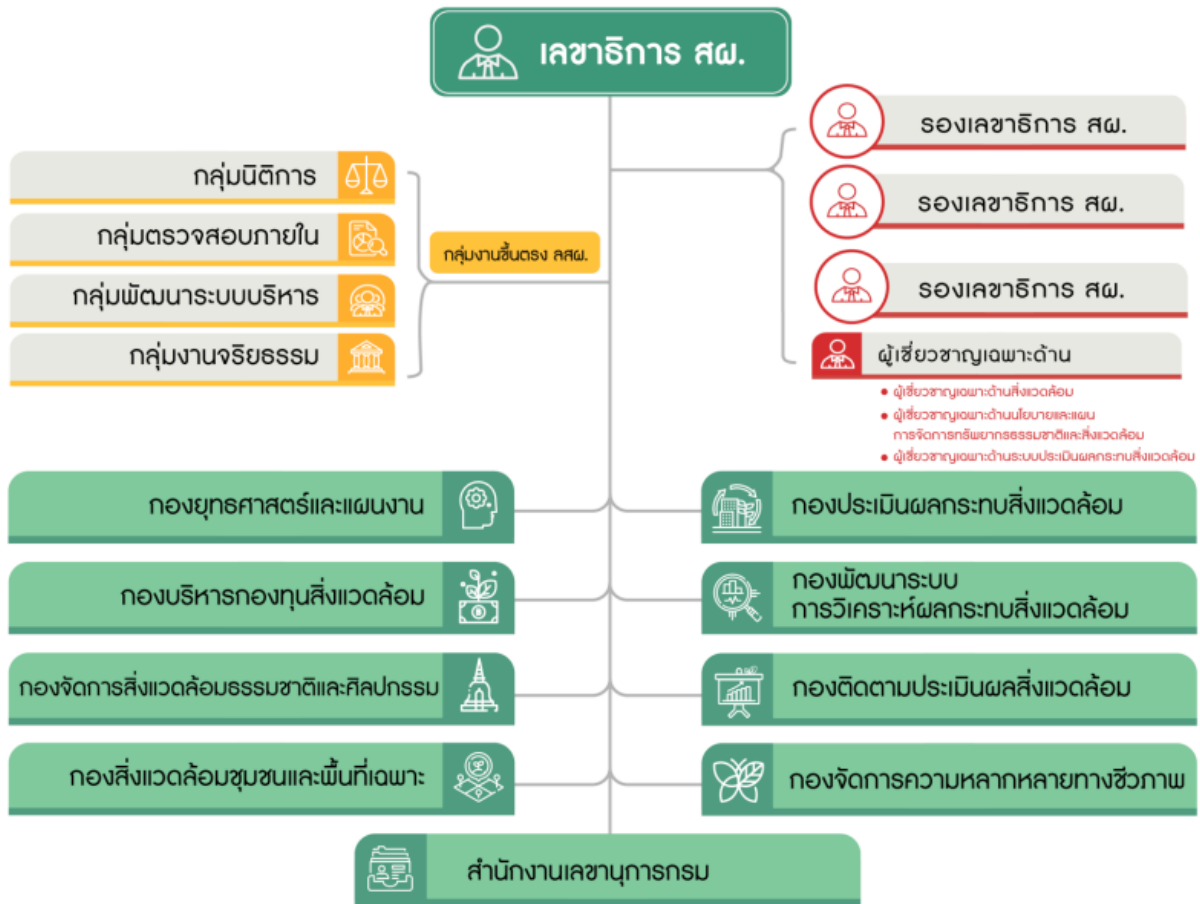 เลขาธิการ สผ.
รองเลขาธิการ สผ.
รองเลขาธิการ สผ.
รองเลขาธิการ สผ.
ผู้เชี่ยวชาญเฉพาะด้าน
● ผู้เชี่ยวชาญเฉพาะด้านสิ่งแวดล้อม
● ผู้เชี่ยวชาญเฉพาะด้านนโยบายและแผน
การจัดการทรัพยากรธรรมชาติและสิ่งแวดล้อม
● ผู้เชี่ยวชาญเฉพาะด้านระบบประเมินผลกระทบสิ่งแวดล้อม
กลุ่มงานขึ้นตรง ลสผ.
กลุ่มนิติการ
กลุ่มตรวจสอบภายใน
กลุ่มพัฒนาระบบบริหาร
กลุ่มงานจริยธรรม
กองยุทธศาสตร์และแผนงาน
กองบริหารกองทุนสิ่งแวดล้อม
กองจัดการสิ่งแวดล้อมธรรมชาติและศิลปกรรม
กองสิ่งแวดล้อมชุมชนและพื้นที่เฉพาะ
กองประเมินผลกระทบสิ่งแวดล้อม
กองพัฒนาระบบ
การวิเคราะห์ผลกระทบสิ่งแวดล้อม
กองติดตามประเมินผลสิ่งแวดล้อม
กองจัดการความหลากหลายทางชีวภาพ
สำนักงานเลขานุการกรม